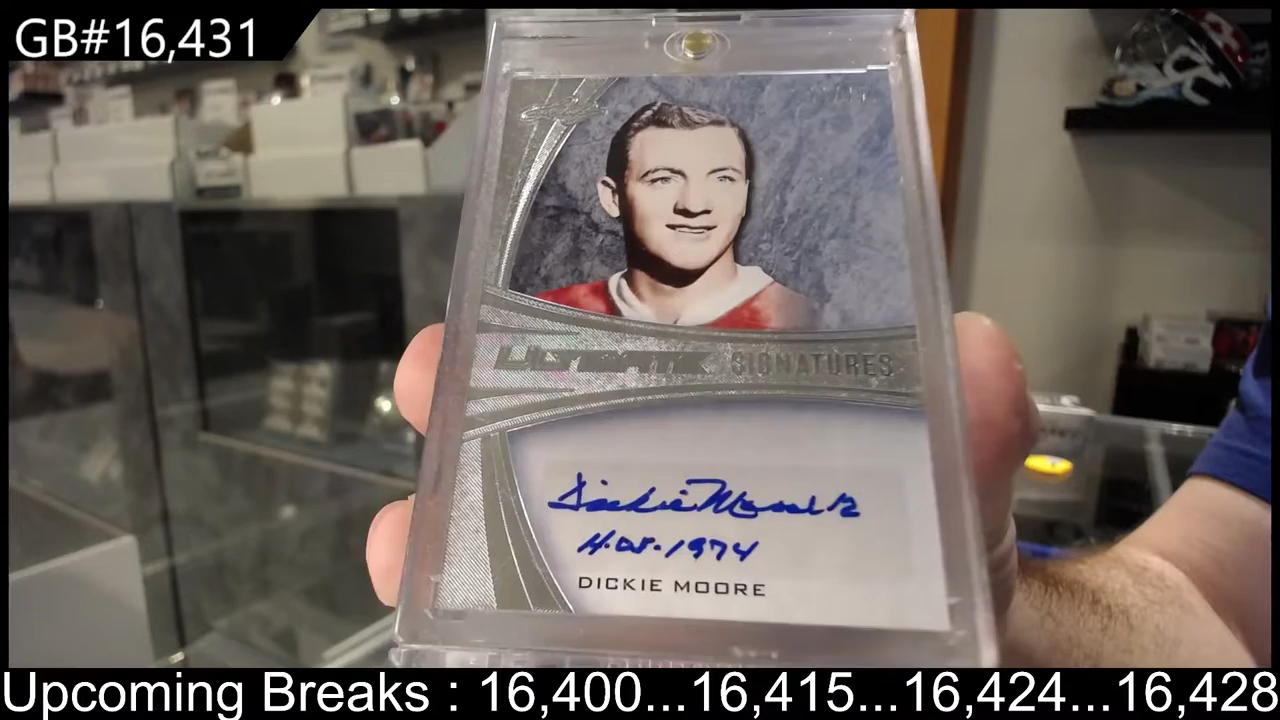 GB#16,431
ULTIMATE SIGNATURES
Dickie Moore 12
H.O.F. 1974
DICKIE MOORE
Upcoming Breaks : 16,400...16,415...16,424...16,428